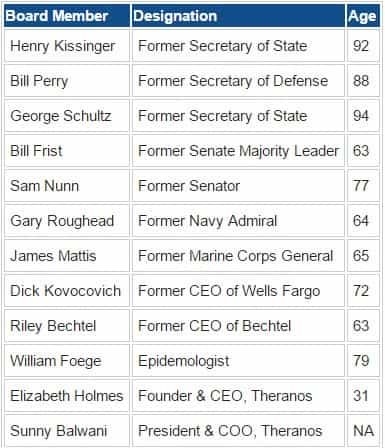 Board Member Designation Age
Henry Kissinger Former Secretary of State 92
Bill Perry Former Secretary of Defense 88
George Schultz Former Secretary of State 94
Bill Frist Former Senate Majority Leader 63
Sam Nunn Former Senator 77
Gary Roughead Former Navy Admiral 64
James Mattis Former Marine Corps General 65
Dick Kovocovich Former CEO of Wells Fargo 72
Riley Bechtel Former CEO of Bechtel 63
William Foege Epidemologist 79
Elizabeth Holmes Founder & CEO, Theranos 31
Sunny Balwani President & COO, Theranos NA